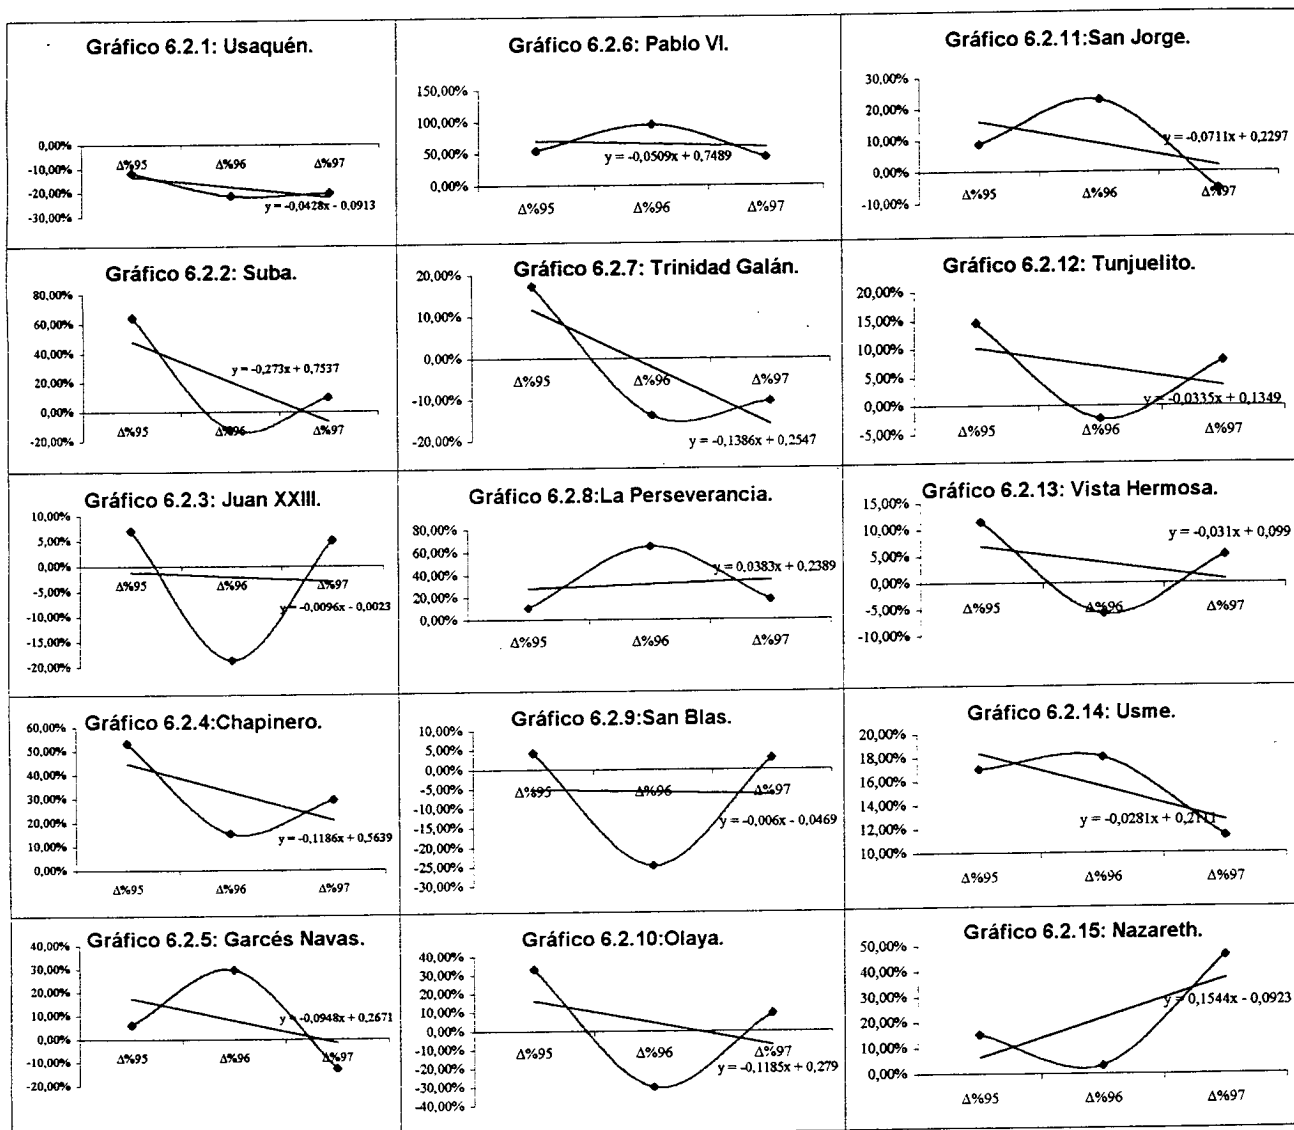 Gráfico 6.2.1: Usaquén.
0,00%
-10,00%
-20,00%
-30,00%
Δ%95 Δ%96 Δ%97
y = -0,0428x - 0,0913
Gráfico 6.2.6: Pablo VI.
150,00%
100,00%
50,00%
0,00%
y = -0,0509x + 0,7489
Δ%95 Δ%96 Δ%97
Gráfico 6.2.11:San Jorge.
30,00%
20,00%
10,00%
0,00%
-10,00%
y = -0,0711x + 0,2297
Δ%95 Δ%96 Δ%97
Gráfico 6.2.2: Suba.
80,00%
60,00%
40,00%
20,00%
0,00%
-20,00%
y = -0,273x + 0,7537
Δ%95 Δ%96 Δ%97
Gráfico 6.2.7: Trinidad Galán.
20,00%
10,00%
0,00%
-10,00%
-20,00%
Δ%95 Δ%96 Δ%97
y = -0,1386x + 0,2547
Gráfico 6.2.12: Tunjuelito.
20,00%
15,00%
10,00%
5,00%
0,00%
-5,00%
y = -0,0335x + 0,1349
Δ%95 Δ%96 Δ%97
Gráfico 6.2.3: Juan XXIII.
10,00%
5,00%
0,00%
-5,00%
-10,00%
-15,00%
-20,00%
Δ%95 Δ%96 Δ%97
y = -0,0096x - 0,0023
Gráfico 6.2.8:La Perseverancia.
80,00%
60,00%
40,00%
20,00%
0,00%
y = 0,0383x + 0,2389
Δ%95 Δ%96 Δ%97
Gráfico 6.2.13: Vista Hermosa.
15,00%
10,00%
5,00%
0,00%
-5,00%
-10,00%
y = -0,031x + 0,099
Δ%95 Δ%96 Δ%97
Gráfico 6.2.4:Chapinero.
60,00%
50,00%
40,00%
30,00%
20,00%
10,00%
0,00%
y = -0,1186x + 0,5639
Δ%95 Δ%96 Δ%97
Gráfico 6.2.9:San Blas.
10,00%
5,00%
0,00%
-5,00%
-10,00%
-15,00%
-20,00%
-25,00%
-30,00%
Δ%95 Δ%96 Δ%97
y = -0,006x - 0,0469
Gráfico 6.2.14: Usme.
20,00%
18,00%
16,00%
14,00%
12,00%
10,00%
y = -0,0281x + 0,2111
Δ%95 Δ%96 Δ%97
Gráfico 6.2.5: Garcés Navas.
40,00%
30,00%
20,00%
10,00%
0,00%
-10,00%
20,00%
y = -0,0948x + 0,2671
Δ%95 Δ%96 Δ%97
Gráfico 6.2.10:Olaya.
40,00%
30,00%
20,00%
10,00%
0,00%
-10,00%
-20,00%
-30,00%
-40,00%
Δ%95 Δ%96 Δ%97
y = -0,1185x + 0,279
Gráfico 6.2.15: Nazareth.
50,00%
40,00%
30,00%
20,00%
10,00%
0,00%
y = 0,1544x - 0,0923
Δ%95 Δ%96 Δ%97